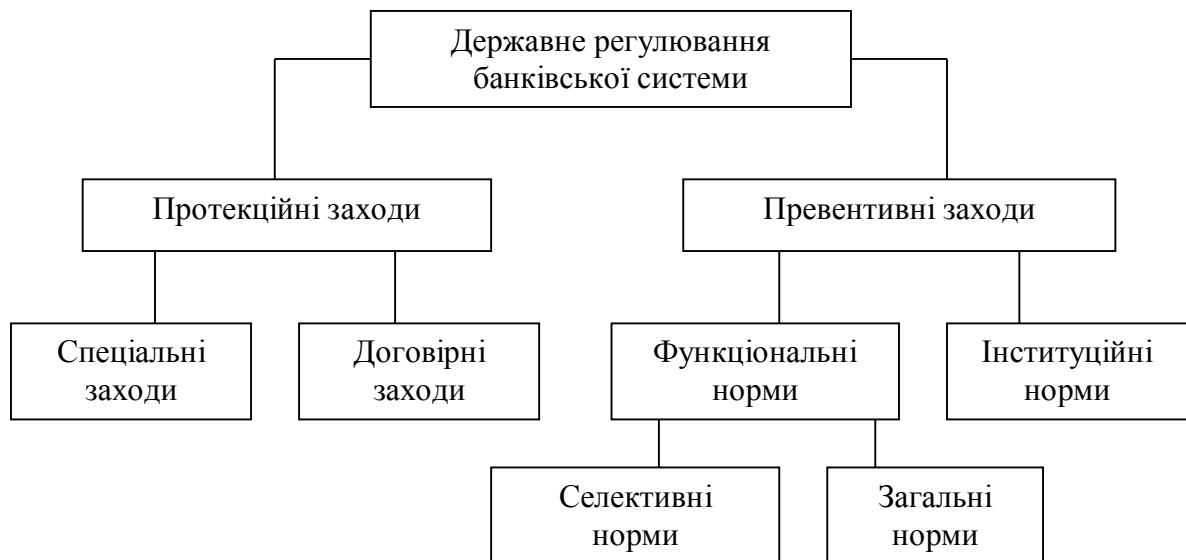 Державне регулювання
банківської системи
Протекційні заходи
Превентивні заходи
Спеціальні
заходи
Договірні
заходи
Функціональні
норми
Інституційні
норми
Селективні
норми
Загальні
норми